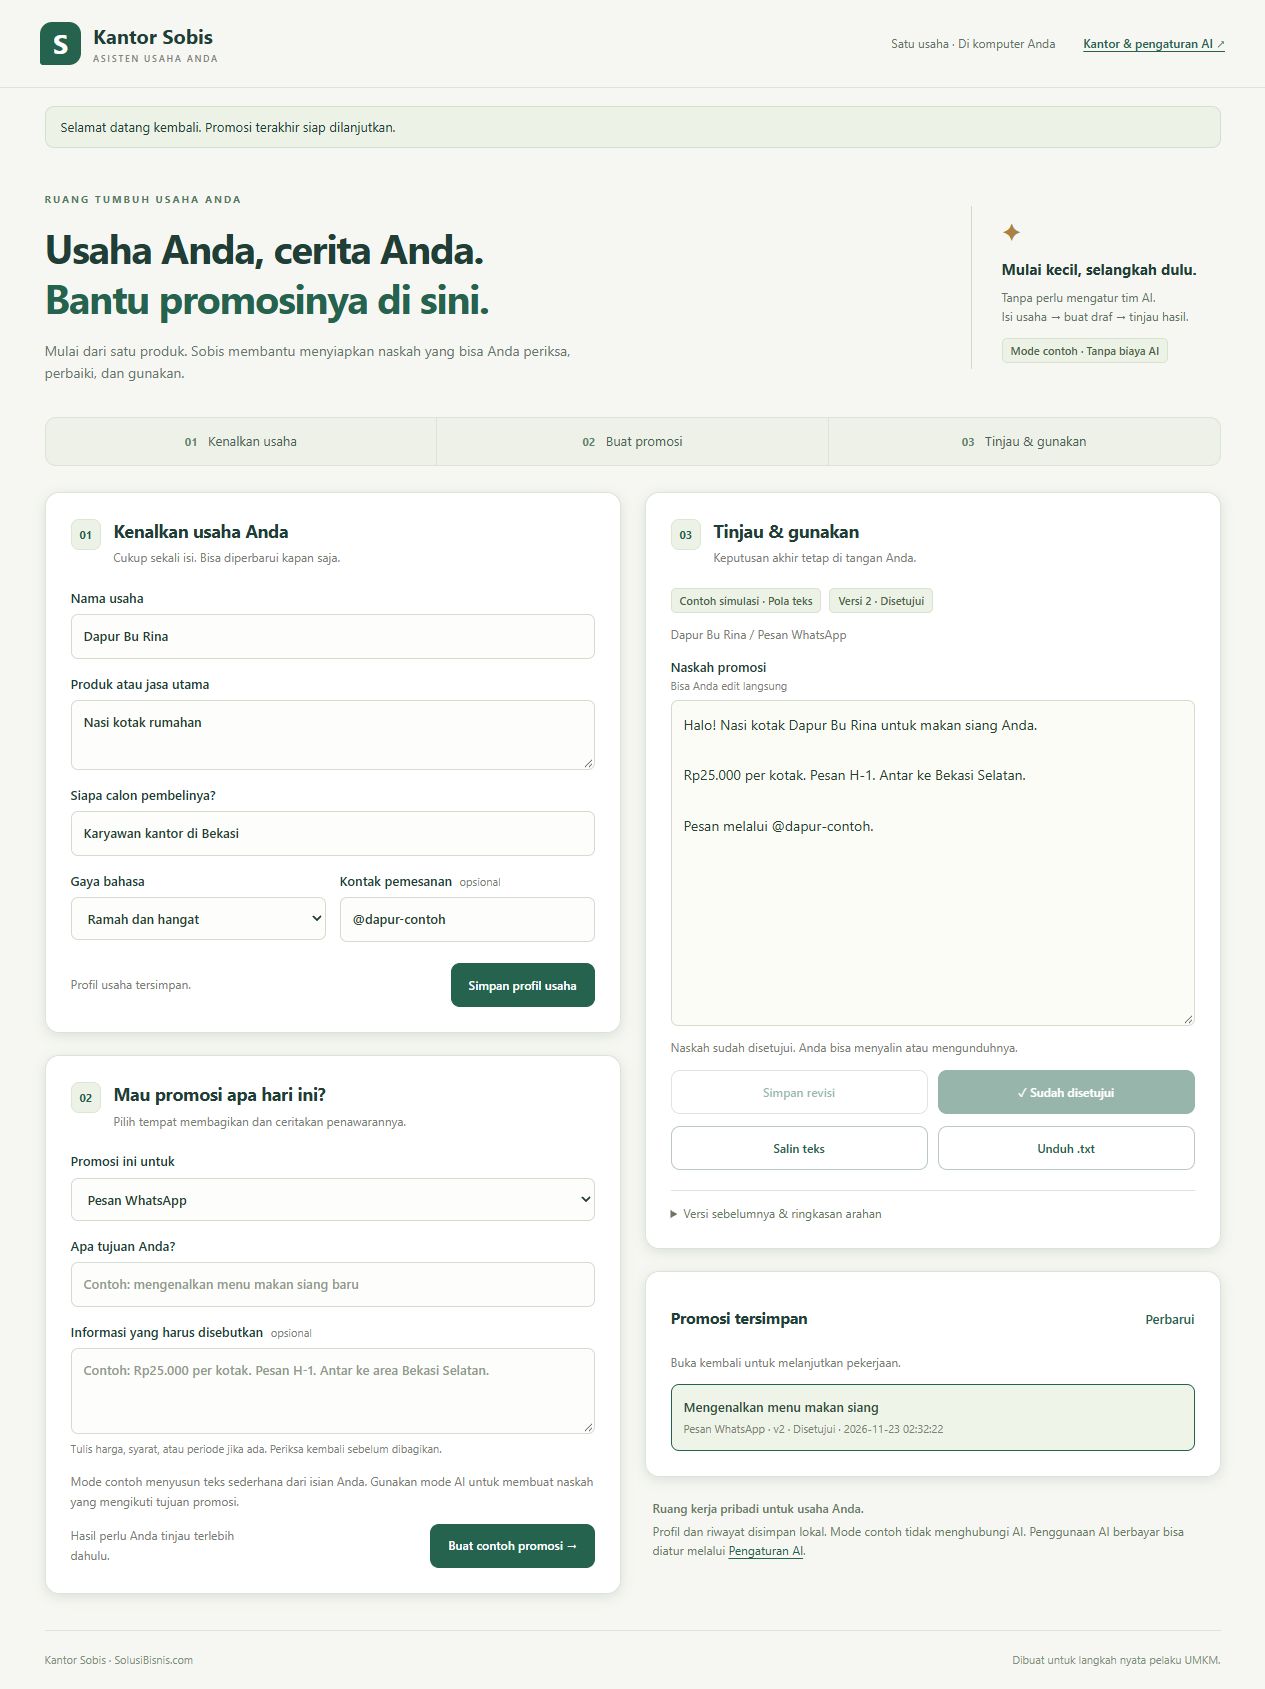 S
Kantor Sobis
ASISTEN USAHA ANDA
Satu usaha · Di komputer Anda
Kantor & pengaturan AI ↗
Selamat datang kembali. Promosi terakhir siap dilanjutkan.
RUANG TUMBUH USAHA ANDA
Usaha Anda, cerita Anda.
Bantu promosinya di sini.
Mulai dari satu produk. Sobis membantu menyiapkan naskah yang bisa Anda periksa,
perbaiki, dan gunakan.
Mulai kecil, selangkah dulu.
Tanpa perlu mengatur tim AI.
Isi usaha → buat draf → tinjau hasil.
Mode contoh · Tanpa biaya AI
01 Kenalkan usaha
02 Buat promosi
03 Tinjau & gunakan
01
Kenalkan usaha Anda
Cukup sekali isi. Bisa diperbarui kapan saja.
Nama usaha
Dapur Bu Rina
Produk atau jasa utama
Nasi kotak rumahan
Siapa calon pembelinya?
Karyawan kantor di Bekasi
Gaya bahasa
Ramah dan hangat
Kontak pemesanan opsional
@dapur-contoh
Profil usaha tersimpan.
Simpan profil usaha
02
Mau promosi apa hari ini?
Pilih tempat membagikan dan ceritakan penawarannya.
Promosi ini untuk
Pesan WhatsApp
Apa tujuan Anda?
Contoh: mengenalkan menu makan siang baru
Informasi yang harus disebutkan opsional
Contoh: Rp25.000 per kotak. Pesan H-1. Antar ke area Bekasi Selatan.
Tulis harga, syarat, atau periode jika ada. Periksa kembali sebelum dibagikan.
Mode contoh menyusun teks sederhana dari isian Anda. Gunakan mode AI untuk membuat naskah
yang mengikuti tujuan promosi.
Hasil perlu Anda tinjau terlebih
dahulu.
Buat contoh promosi →
03
Tinjau & gunakan
Keputusan akhir tetap di tangan Anda.
Contoh simulasi · Pola teks
Versi 2 · Disetujui
Dapur Bu Rina / Pesan WhatsApp
Naskah promosi
Bisa Anda edit langsung
Halo! Nasi kotak Dapur Bu Rina untuk makan siang Anda.
Rp25.000 per kotak. Pesan H-1. Antar ke Bekasi Selatan.
Pesan melalui @dapur-contoh.
Naskah sudah disetujui. Anda bisa menyalin atau mengunduhnya.
Simpan revisi
✓ Sudah disetujui
Salin teks
Unduh .txt
▶ Versi sebelumnya & ringkasan arahan
Promosi tersimpan
Perbarui
Buka kembali untuk melanjutkan pekerjaan.
Mengenalkan menu makan siang
Pesan WhatsApp · v2 · Disetujui · 2026-11-23 02:32:22
Ruang kerja pribadi untuk usaha Anda.
Profil dan riwayat disimpan lokal. Mode contoh tidak menghubungi AI. Penggunaan AI berbayar bisa
diatur melalui Pengaturan AI.
Kantor Sobis · SolusiBisnis.com
Dibuat untuk langkah nyata pelaku UMKM.